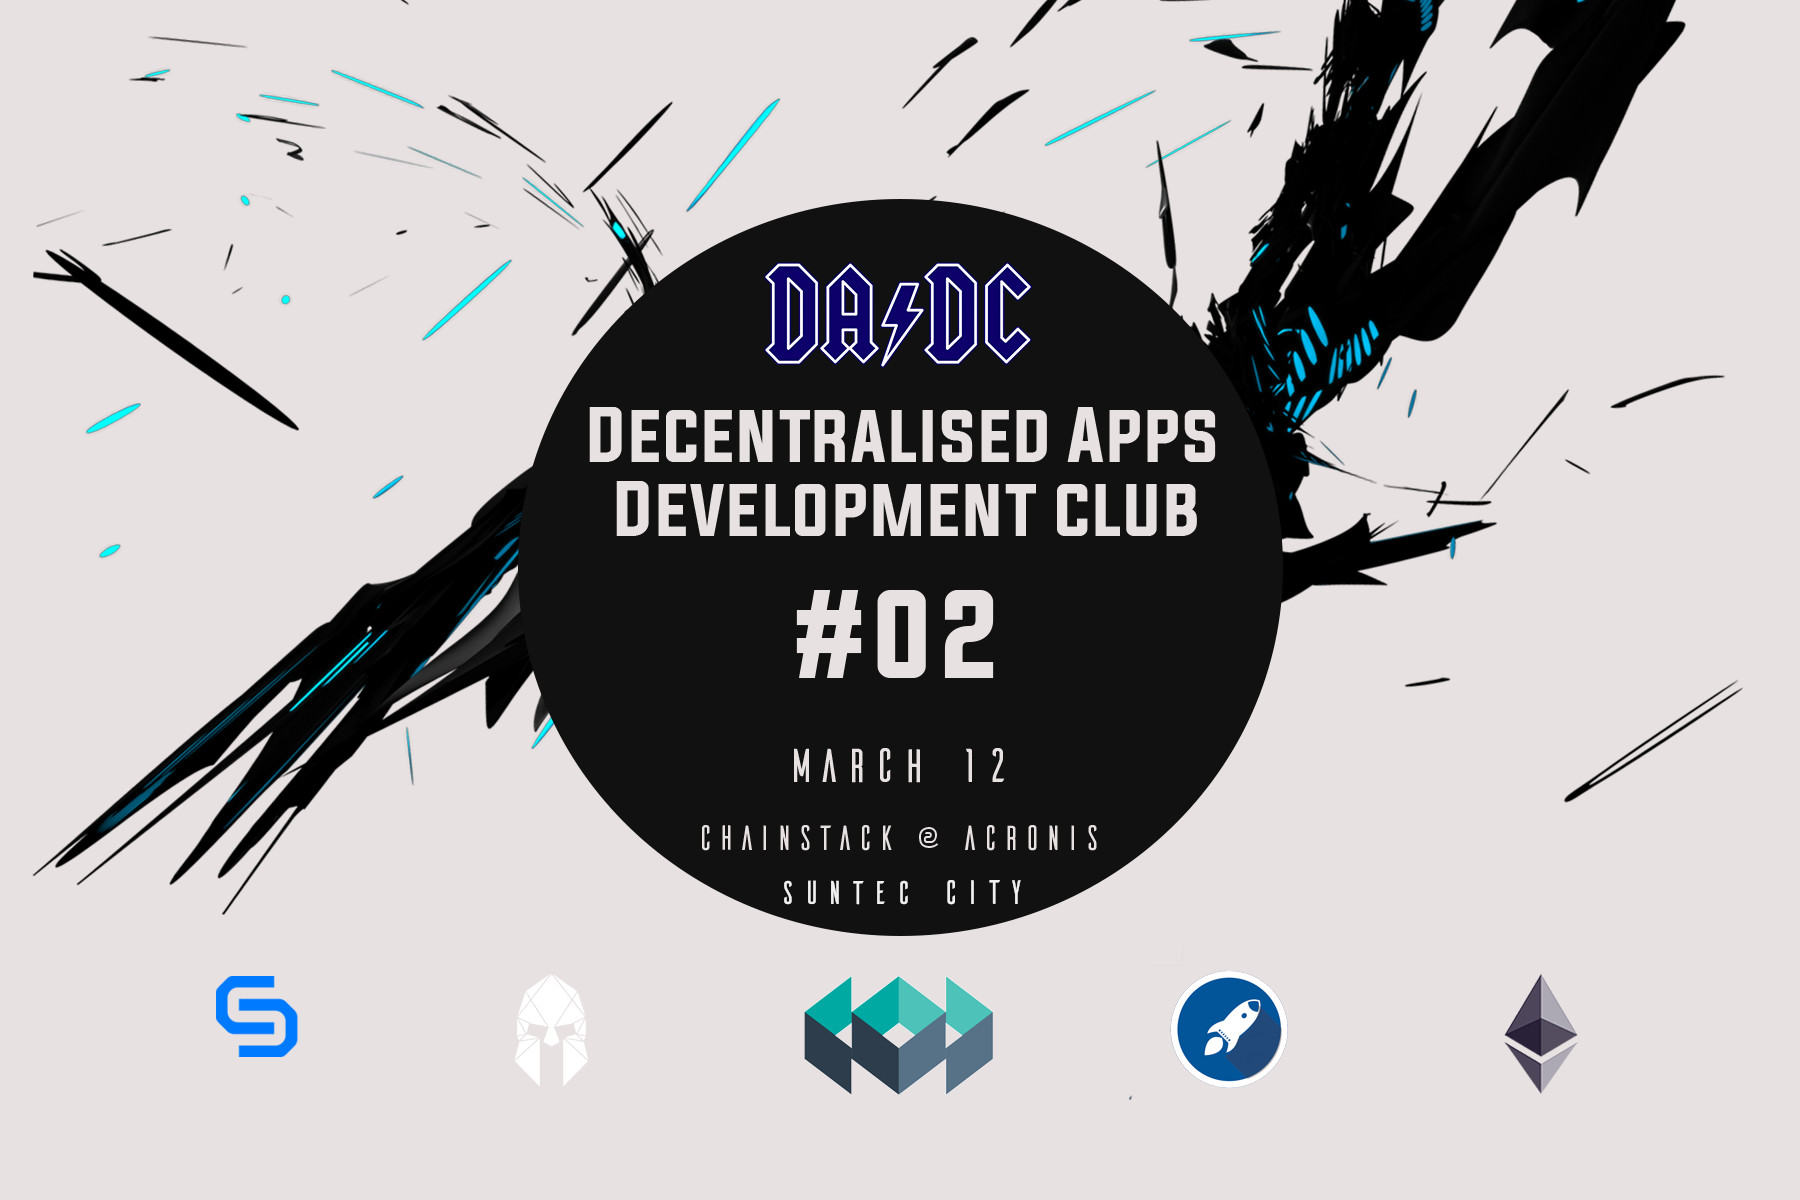 DA⚡DC
DECENTRALISED APPS
DEVELOPMENT CLUB
#02
MARCH 12
CHAINSTACK @ ACRONIS
SUNTEC CITY